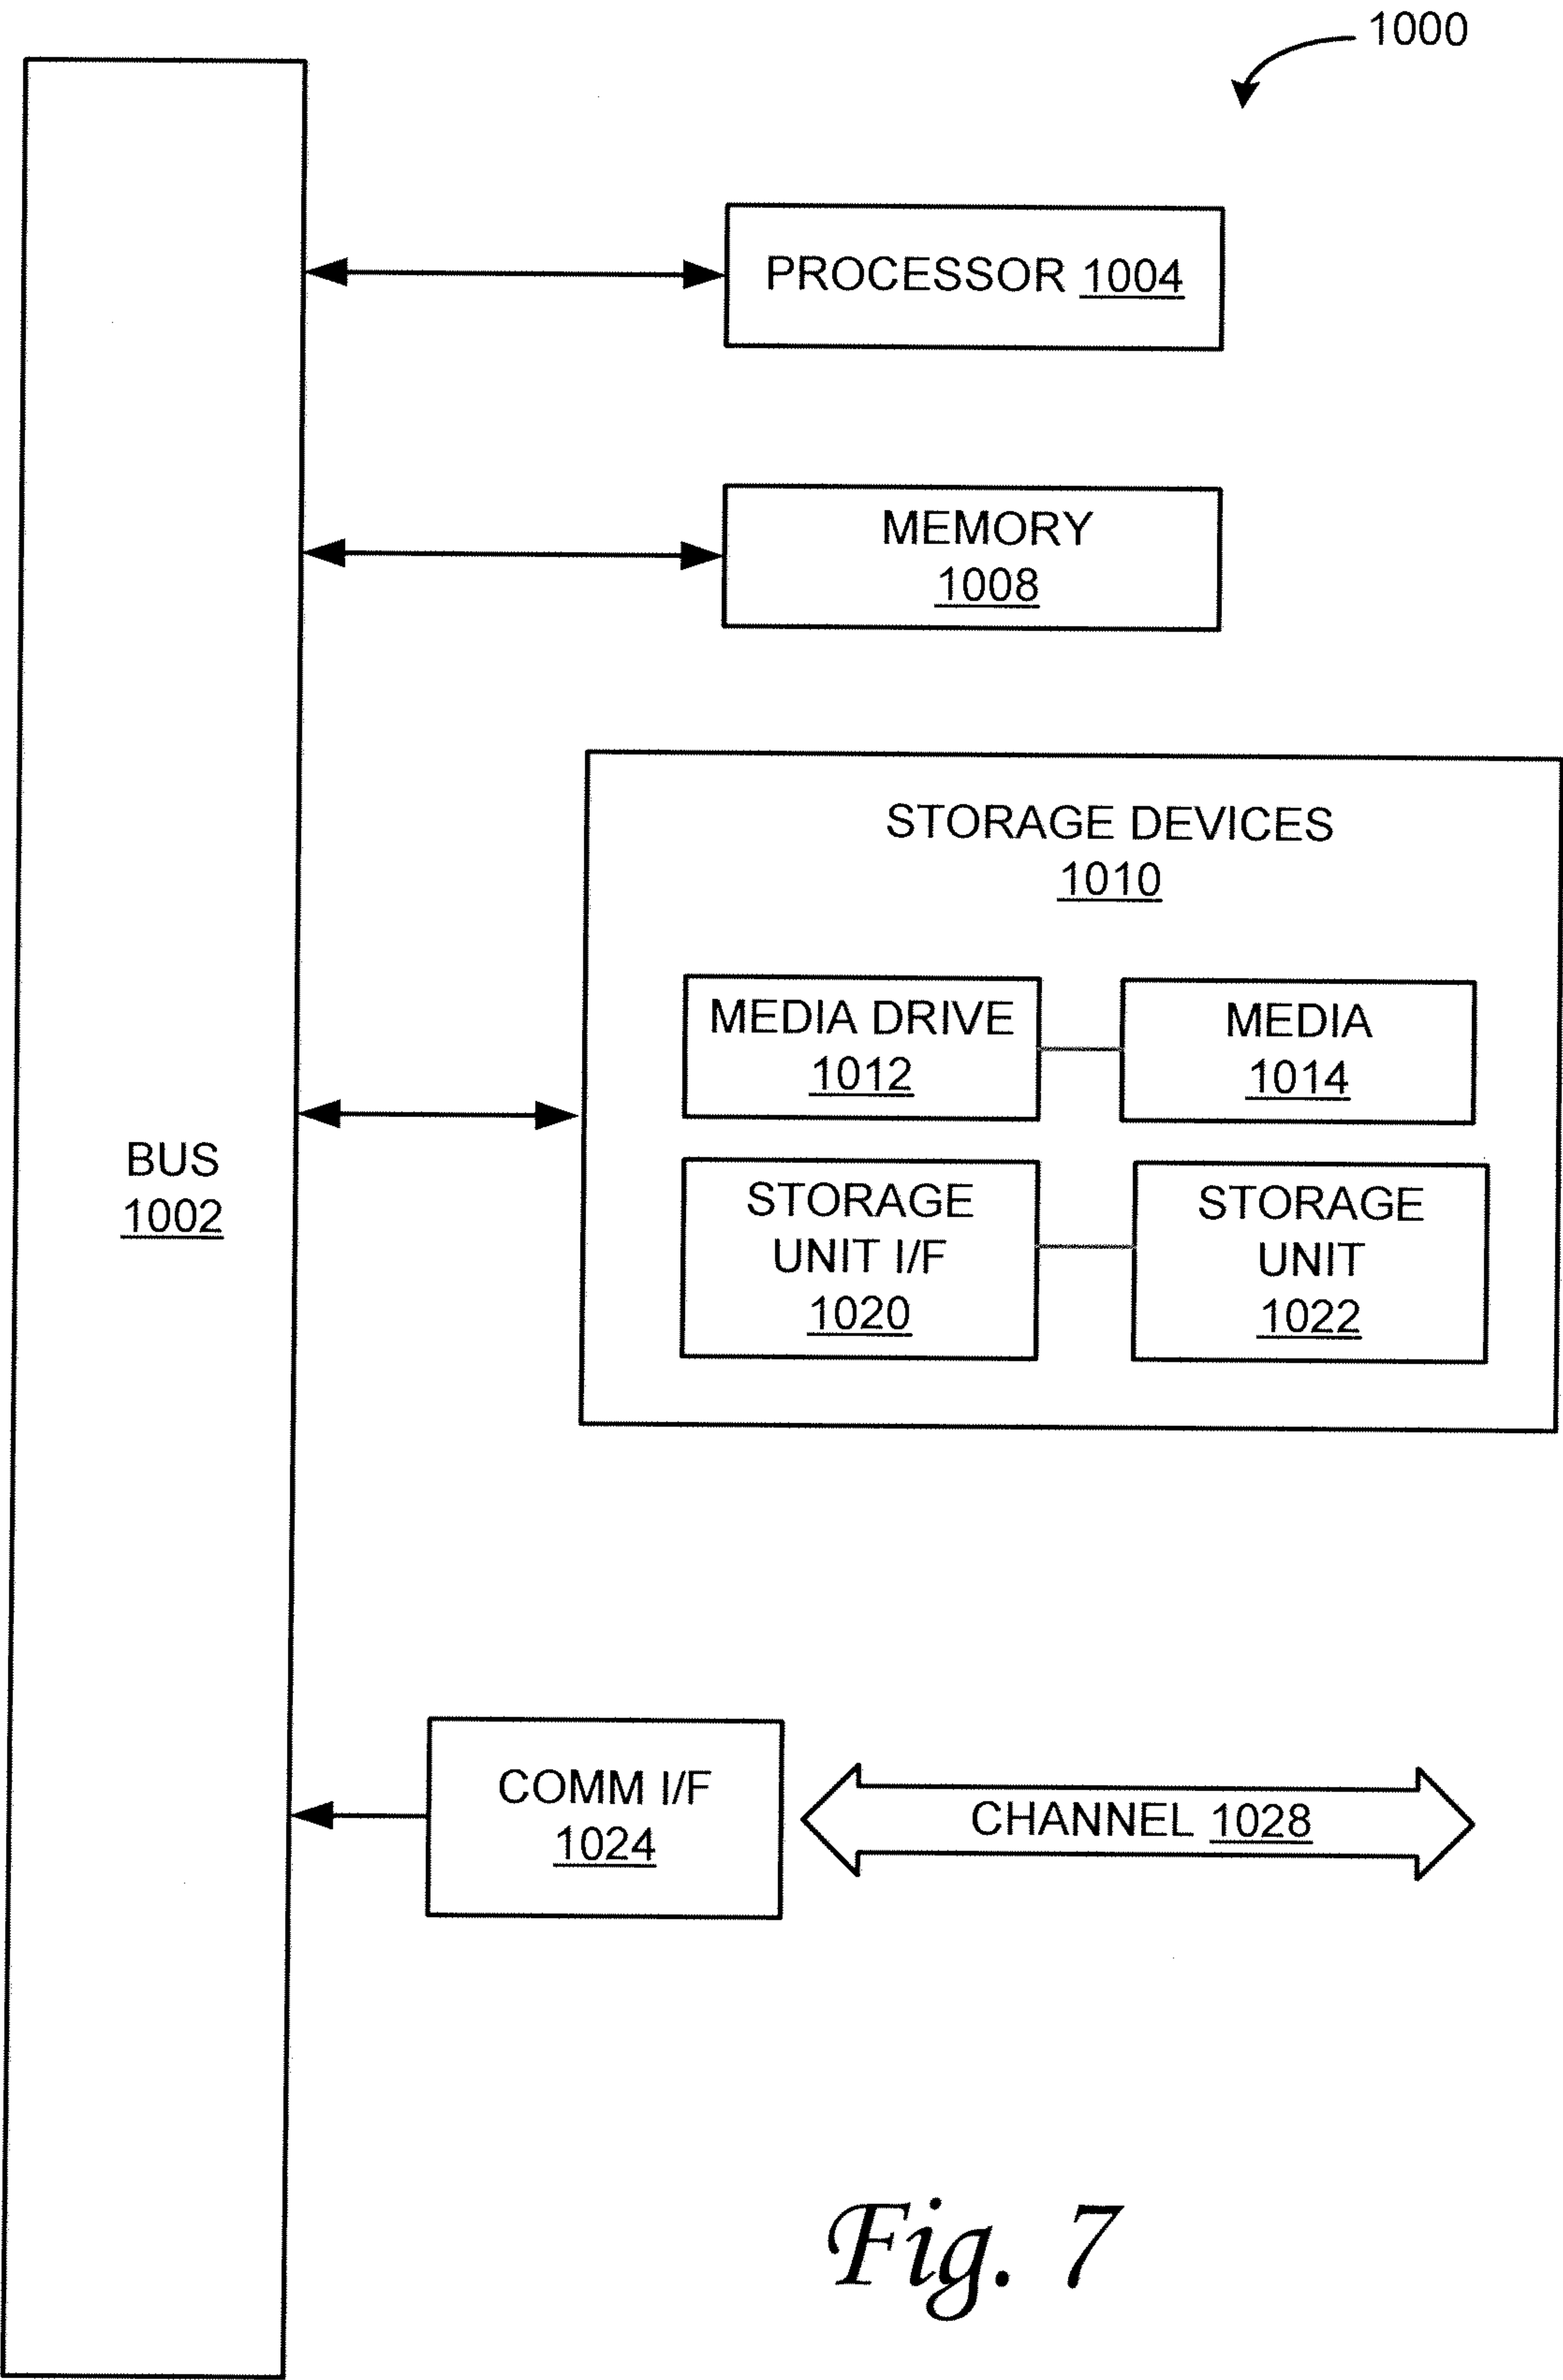 1000
PROCESSOR 1004
MEMORY
1008
STORAGE DEVICES
1010
MEDIA DRIVE
1012
MEDIA
1014
BUS
1002
STORAGE
UNIT I/F
1020
STORAGE
UNIT
1022
COMM I/F
1024
CHANNEL 1028
Fig. 7